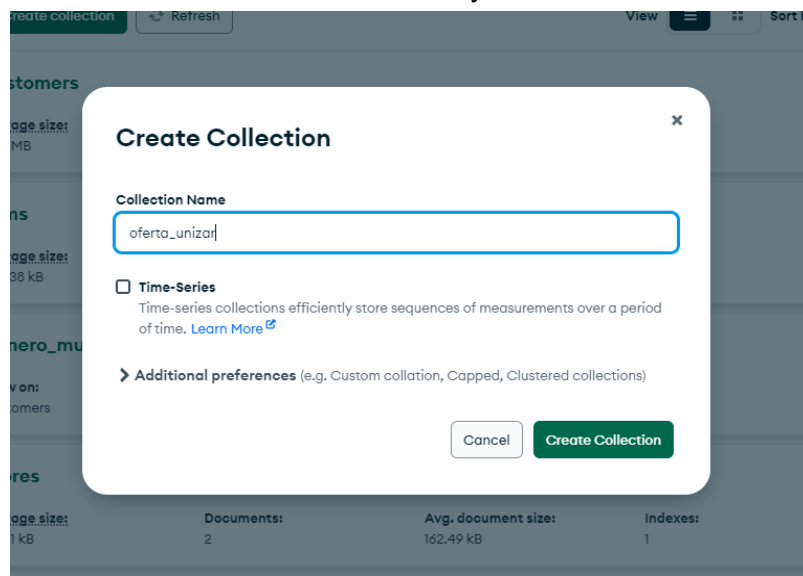 Create collection Refresh View Sort
stomers
age size:
MB
Create Collection
Collection Name
oferta_unizar
Time-Series
Time-series collections efficiently store sequences of measurements over a period
of time. Learn More
Additional preferences (e.g. Custom collation, Capped, Clustered collections)
Cancel Create Collection
ns
age size:
38 kB
nero_mu
w on:
omers
res
age size: Documents: Avg. document size: Indexes:
1 kB 2 162.49 kB 1